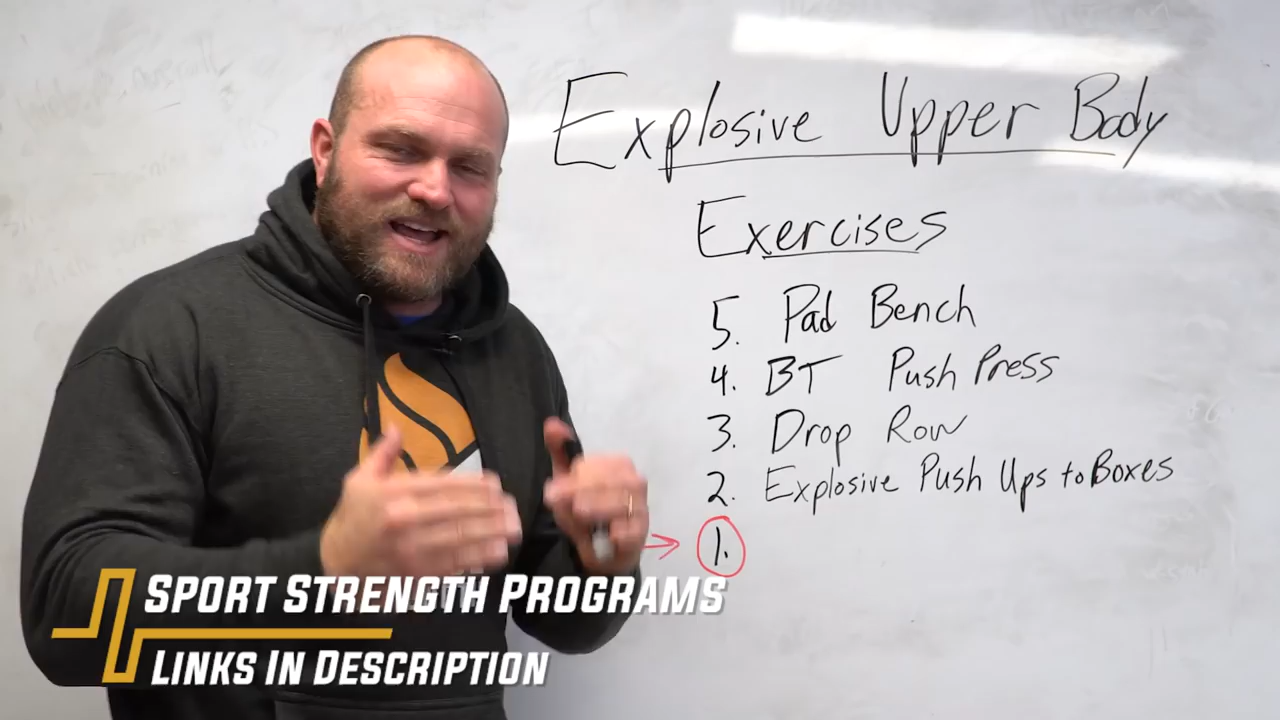 Explosive Upper Body
Exercises
5. Pad Bench
4. BT Push Press
3. Drop Row
2. Explosive Push Ups to Boxes
1.
SPORT STRENGTH PROGRAMS
LINKS IN DESCRIPTION